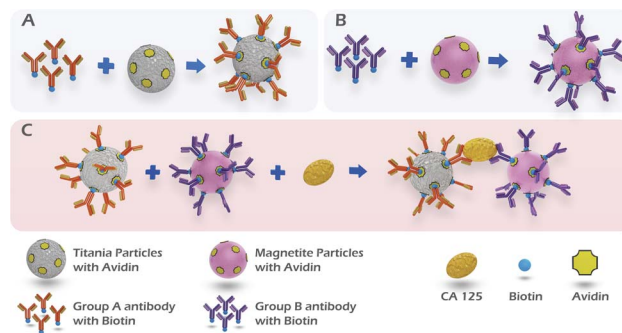 A
B
C
Titania Particles
with Avidin
Magnetite Particles
with Avidin
Group A antibody
with Biotin
Group B antibody
with Biotin
CA 125
Biotin
Avidin